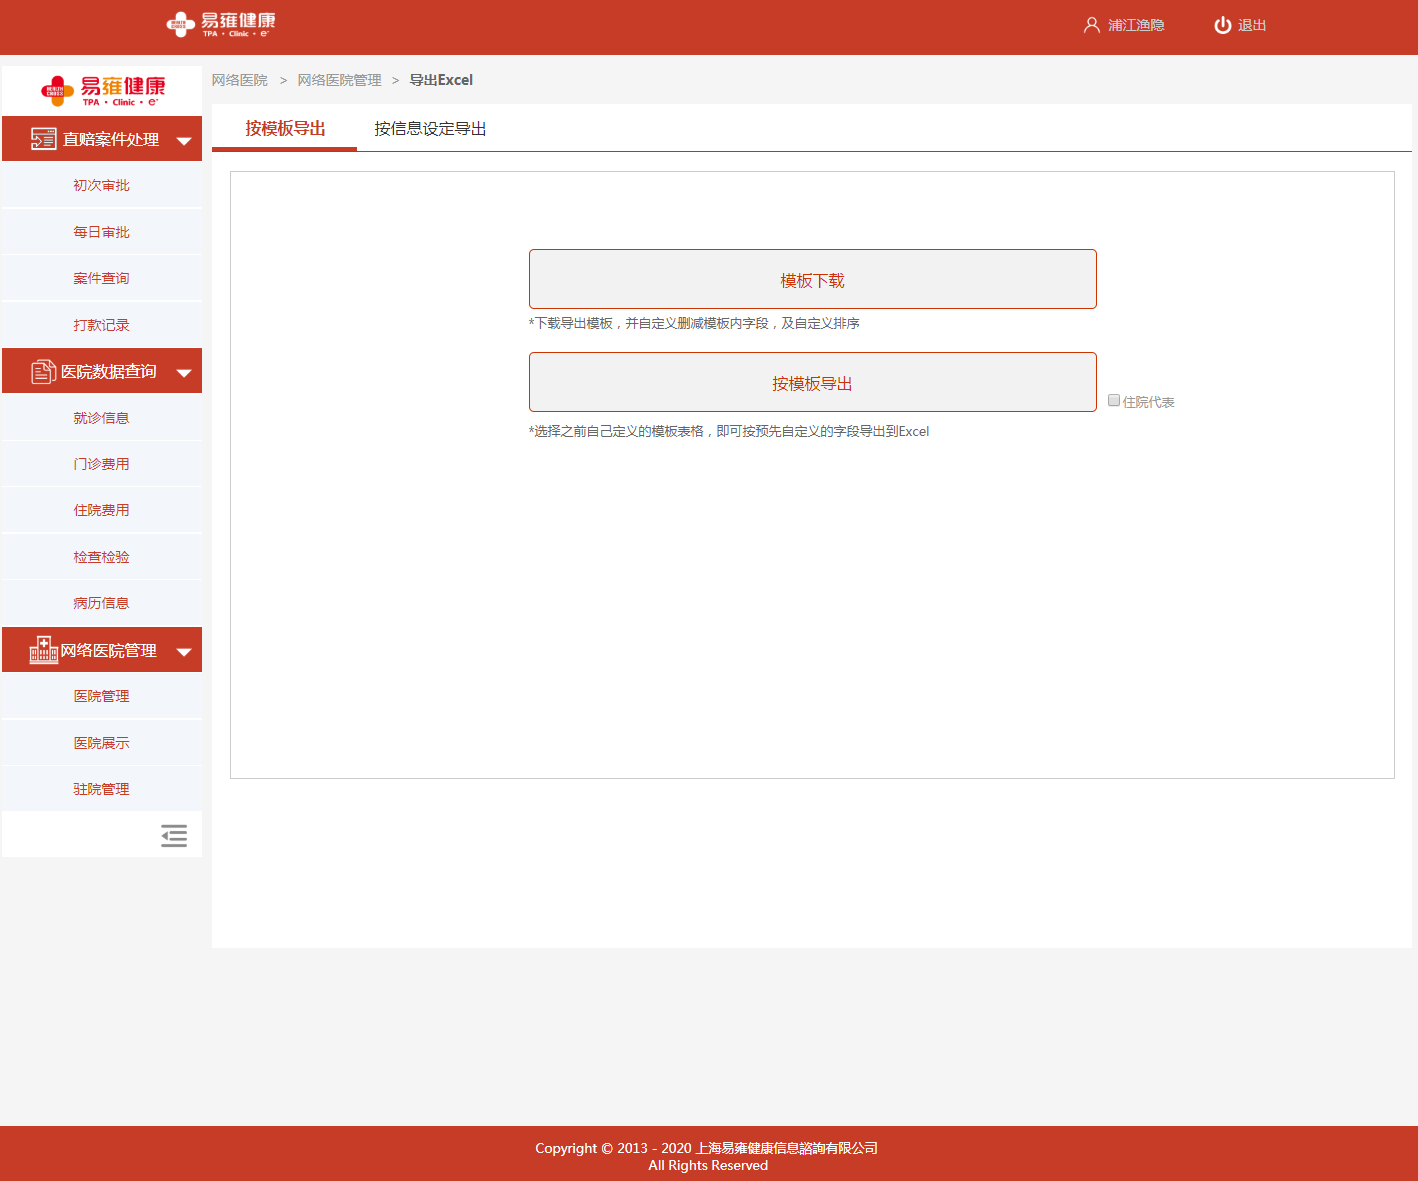 易雍健康
TPA · Clinic · e+
浦江渔隐
退出
易雍健康
TPA · Clinic · e+
网络医院 > 网络医院管理 > 导出Excel
按模板导出
按信息设定导出
直赔案件处理
初次审批
每日审批
案件查询
打款记录
医院数据查询
就诊信息
门诊费用
住院费用
检查检验
病历信息
网络医院管理
医院管理
医院展示
驻院管理
模板下载
*下载导出模板，并自定义删减模板内字段，及自定义排序
按模板导出
住院代表
*选择之前自己定义的模板表格，即可按预先自定义的字段导出到Excel
Copyright © 2013 - 2020 上海易雍健康信息諮詢有限公司
All Rights Reserved